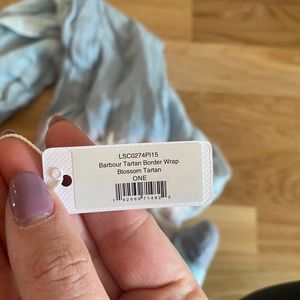 LSC0274PI15
Barbour Tartan Border Wrap
Blossom Tartan
ONE